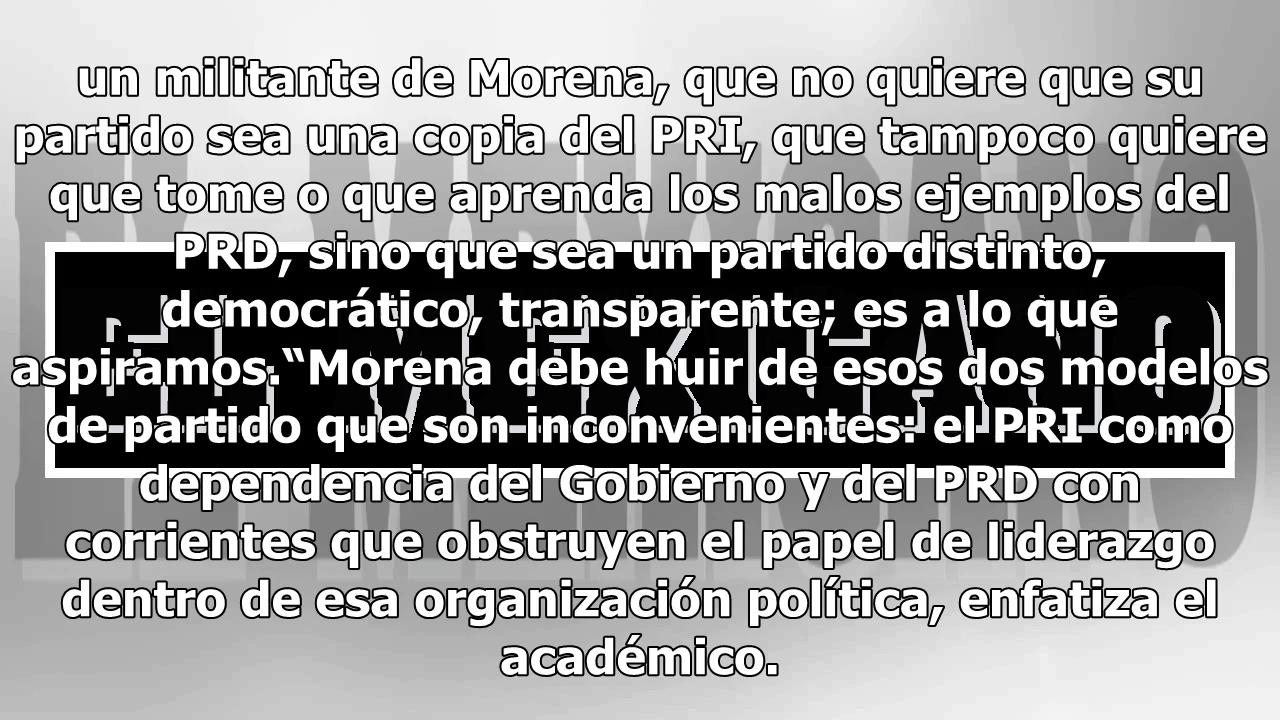 un militante de Morena, que no quiere que su
partido sea una copia del PRI, que tampoco quiere
que tome o que aprenda los malos ejemplos del
PRD, sino que sea un partido distinto,
democrático, transparente; es a lo que
aspiramos.“Morena debe huir de esos dos modelos
de partido que son inconvenientes: el PRI como
dependencia del Gobierno y del PRD con
corrientes que obstruyen el papel de liderazgo
dentro de esa organización política, enfatiza el
académico.
EL MEXICANO